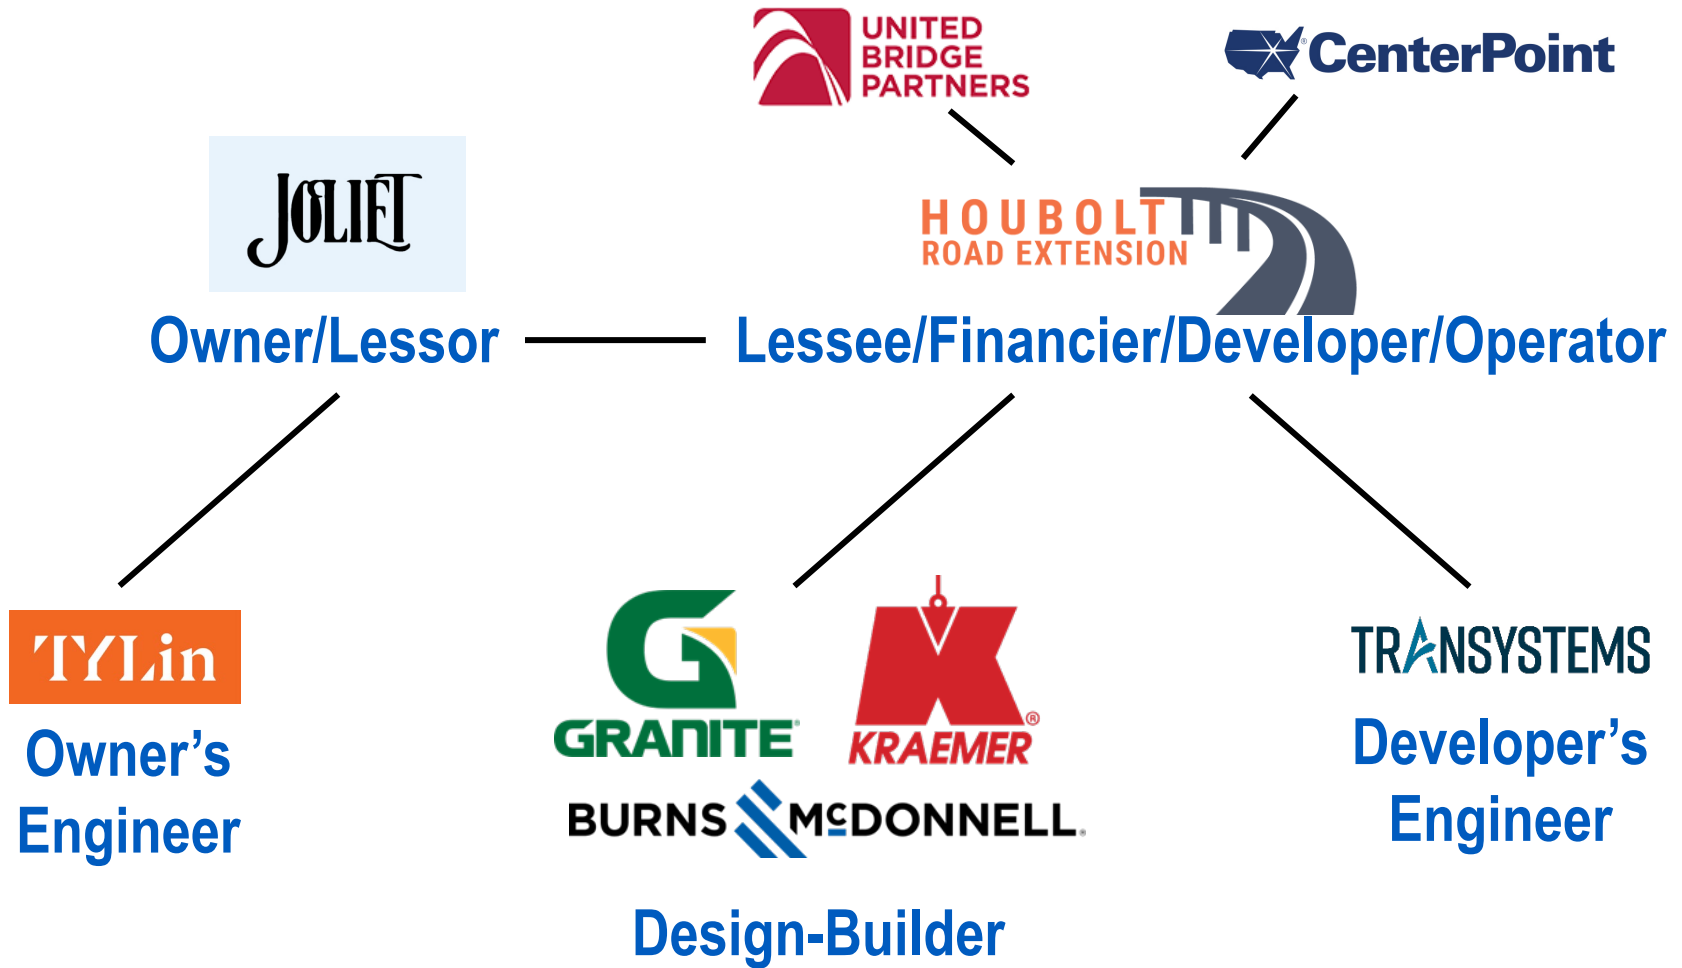 UNITED
BRIDGE
PARTNERS
CenterPoint
JOLIET
HOUBOLT
ROAD EXTENSION
Owner/Lessor
Lessee/Financier/Developer/Operator
TYLin
Owner’s
Engineer
GRANITE
KRAEMER
BURNS MCDONNELL
Design-Builder
TRANSYSTEMS
Developer’s
Engineer